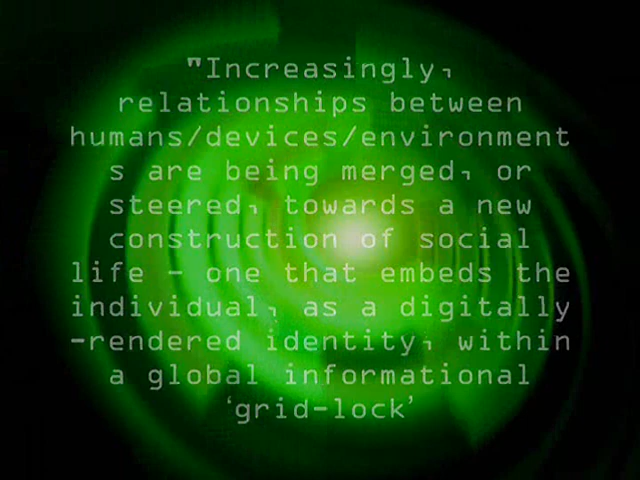 "Increasingly,
relationships between
humans/devices/environment
s are being merged, or
steered, towards a new
construction of social
life - one that embeds the
individual, as a digitally
-rendered identity, within
a global informational
‘grid-lock’